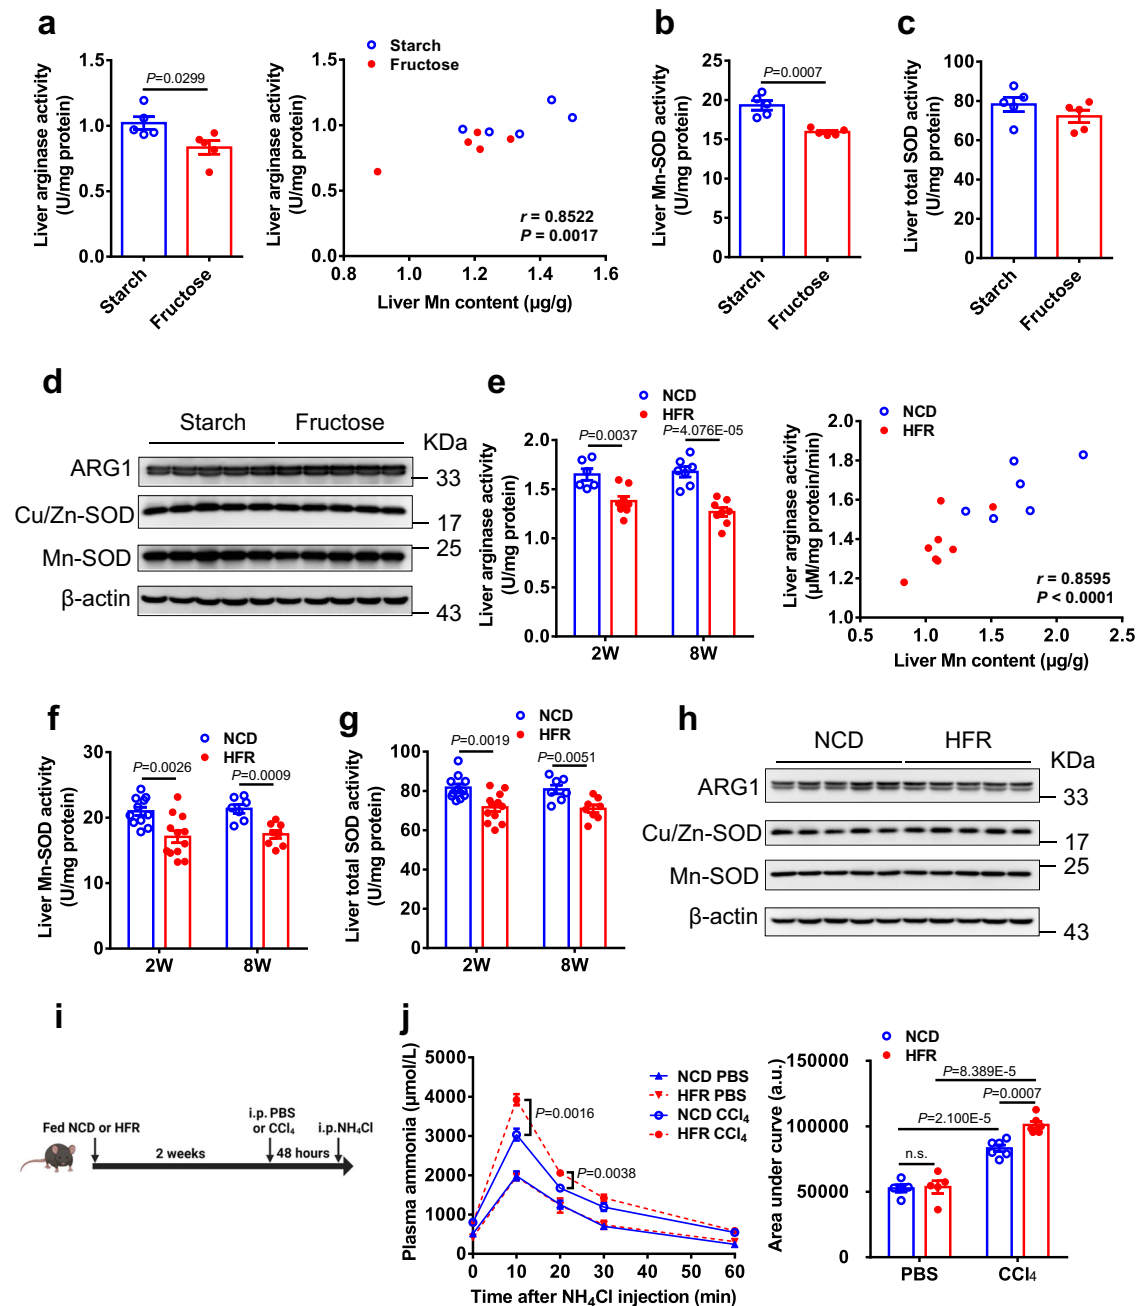 a
Liver arginase activity
(U/mg protein)
1.5
1.0
0.5
0.0
P=0.0299
Starch
Fructose
Liver arginase activity
(U/mg protein)
1.5
1.0
0.5
0.0
Starch
Fructose
r = 0.8522
P = 0.0017
0.8 1.0 1.2 1.4 1.6
Liver Mn content (μg/g)
b
Liver Mn-SOD activity
(U/mg protein)
25
20
15
10
5
0
P=0.0007
Starch
Fructose
c
Liver total SOD activity
(U/mg protein)
100
80
60
40
20
0
Starch
Fructose
d
Starch Fructose
KDa
ARG1
33
Cu/Zn-SOD
17
Mn-SOD
25
β-actin
43
e
NCD
HFR
Liver arginase activity
(U/mg protein)
2.0
1.5
1.0
0.5
0.0
P=0.0037
P=4.076E-05
2W 8W
NCD
HFR
Liver arginase activity
(μM/mg protein/min)
2.0
1.8
1.6
1.4
1.2
1.0
r = 0.8595
P < 0.0001
0.5 1.0 1.5 2.0 2.5
Liver Mn content (μg/g)
f
NCD
HFR
Liver Mn-SOD activity
(U/mg protein)
30
20
10
0
P=0.0026
P=0.0009
2W 8W
g
NCD
HFR
Liver total SOD activity
(U/mg protein)
100
80
60
40
20
0
P=0.0019
P=0.0051
2W 8W
h
NCD HFR
KDa
ARG1
33
Cu/Zn-SOD
17
Mn-SOD
25
β-actin
43
i
Fed NCD or HFR
2 weeks
i.p. PBS
or CCl₄
48 hours
i.p.NH₄Cl
j
Plasma ammonia (μmol/L)
5000
4000
3000
2000
1000
0
P=0.0016
P=0.0038
NCD PBS
HFR PBS
NCD CCl₄
HFR CCl₄
0 10 20 30 40 50 60
Time after NH₄Cl injection (min)
NCD
HFR
Area under curve (a.u.)
150000
100000
50000
0
P=8.389E-5
P=0.0007
P=2.100E-5
n.s.
PBS CCl₄